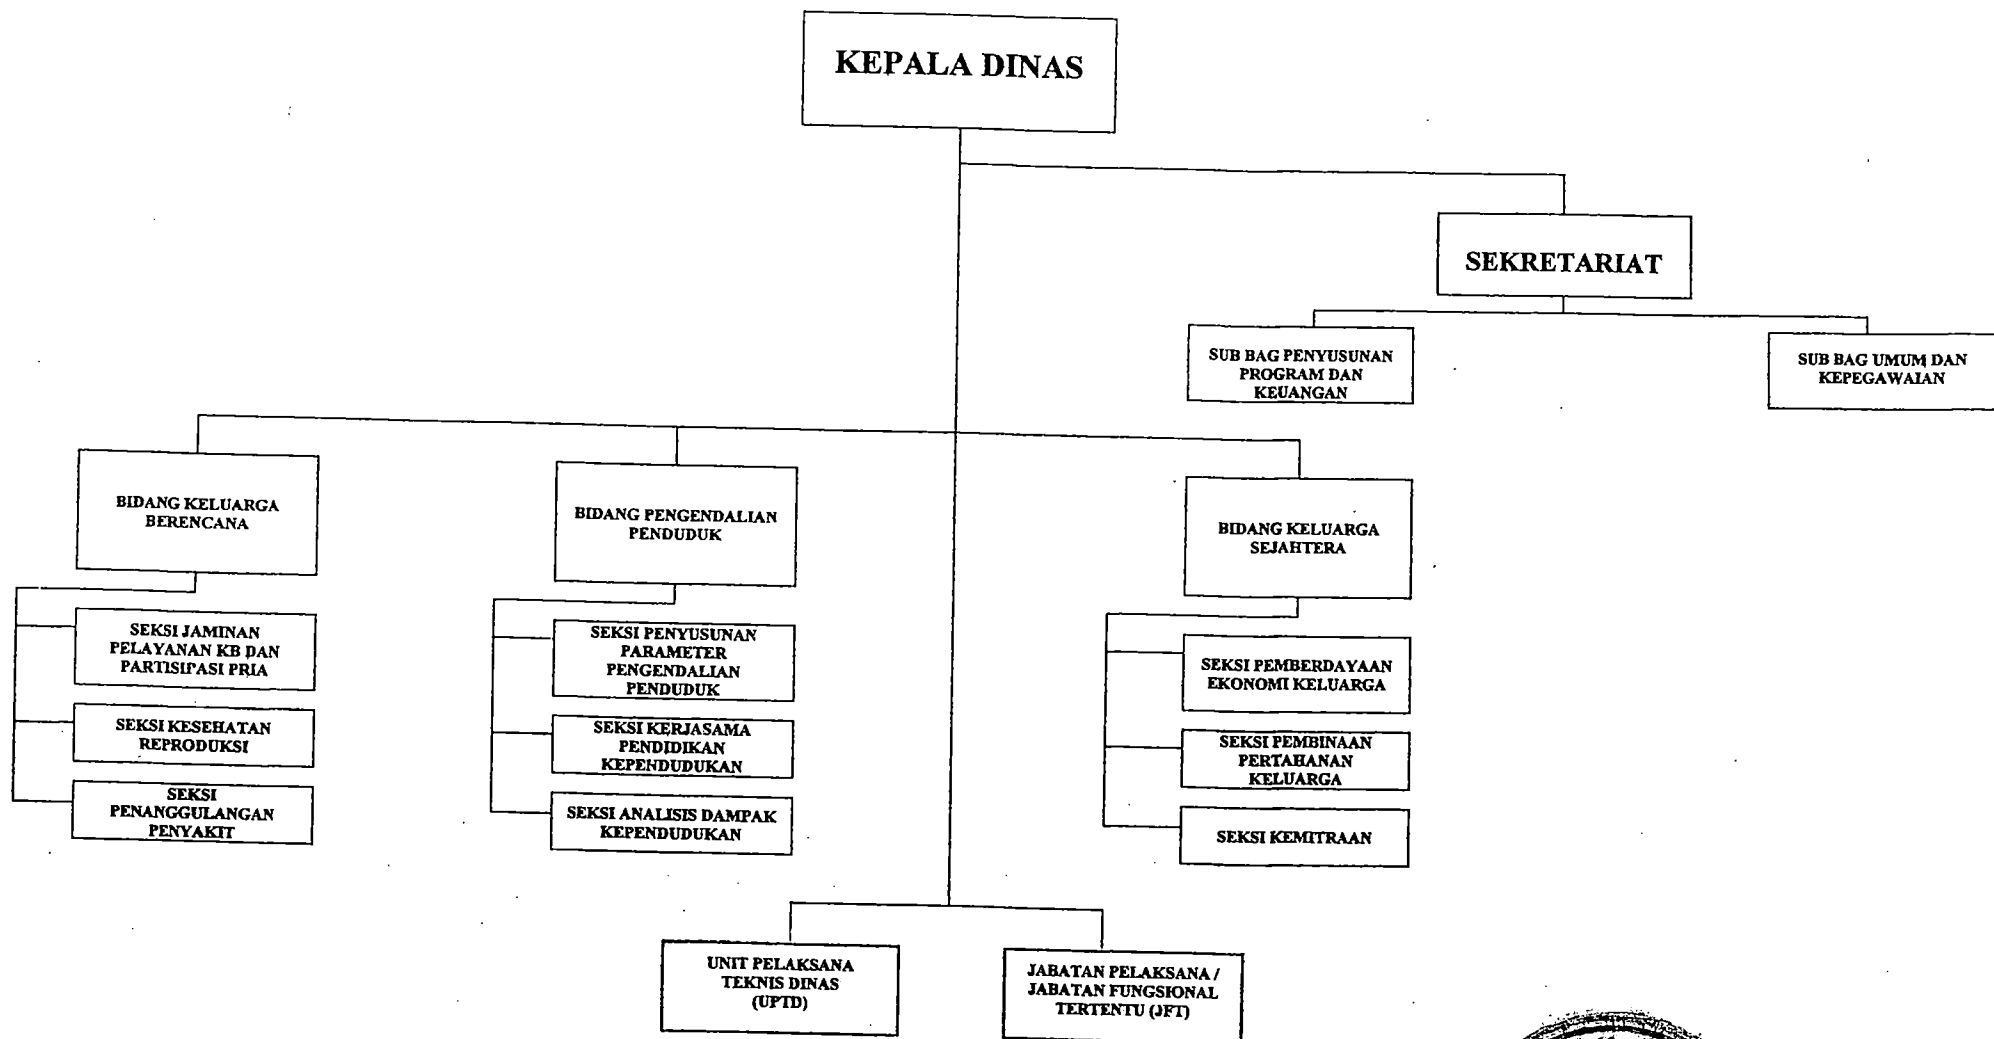 KEPALA DINAS
SEKRETARIAT
SUB BAG PENYUSUNAN
PROGRAM DAN
KEUANGAN
SUB BAG UMUM DAN
KEPEGAWAIAN
BIDANG KELUARGA
BERENCANA
BIDANG PENGENDALIAN
PENDUDUK
BIDANG KELUARGA
SEJAHTERA
SEKSI JAMINAN
PELAYANAN KB DAN
PARTISIPASI PRIA
SEKSI KESEHATAN
REPRODUKSI
SEKSI
PENANGGULANGAN
PENYAKIT
SEKSI PENYUSUNAN
PARAMETER
PENGENDALIAN
PENDUDUK
SEKSI KERJASAMA
PENDIDIKAN
KEPENDUDUKAN
SEKSI ANALISIS DAMPAK
KEPENDUDUKAN
SEKSI PEMBERDAYAAN
EKONOMI KELUARGA
SEKSI PEMBINAAN
PERTAHANAN
KELUARGA
SEKSI KEMITRAAN
UNIT PELAKSANA
TEKNIS DINAS
(UPTD)
JABATAN PELAKSANA /
JABATAN FUNGSIONAL
TERTENTU (JFT)